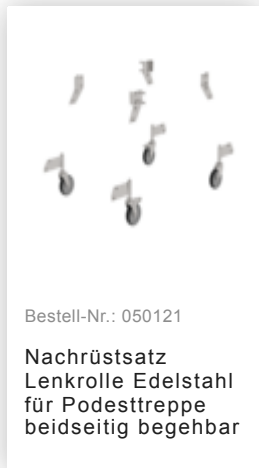 Bestell-Nr.: 050121
Nachrüstsatz
Lenkrolle Edelstahl
für Podesttreppe
beidseitig begehbar